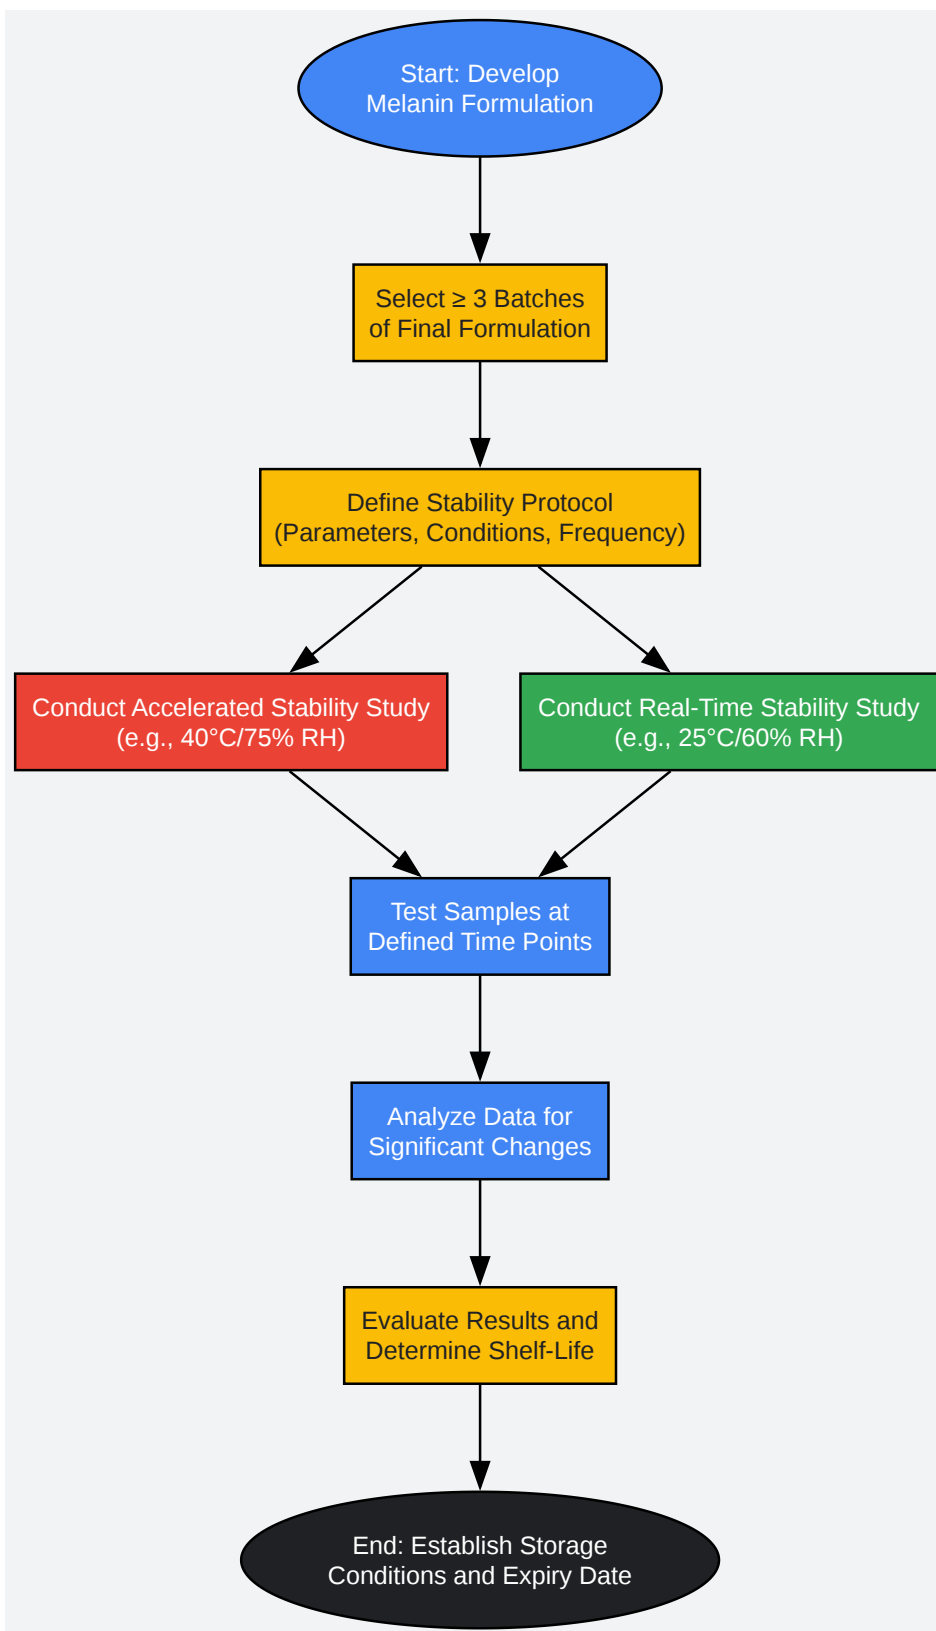 Start: Develop
Melanin Formulation
Select ≥ 3 Batches
of Final Formulation
Define Stability Protocol
(Parameters, Conditions, Frequency)
Conduct Accelerated Stability Study
(e.g., 40°C/75% RH)
Conduct Real-Time Stability Study
(e.g., 25°C/60% RH)
Test Samples at
Defined Time Points
Analyze Data for
Significant Changes
Evaluate Results and
Determine Shelf-Life
End: Establish Storage
Conditions and Expiry Date